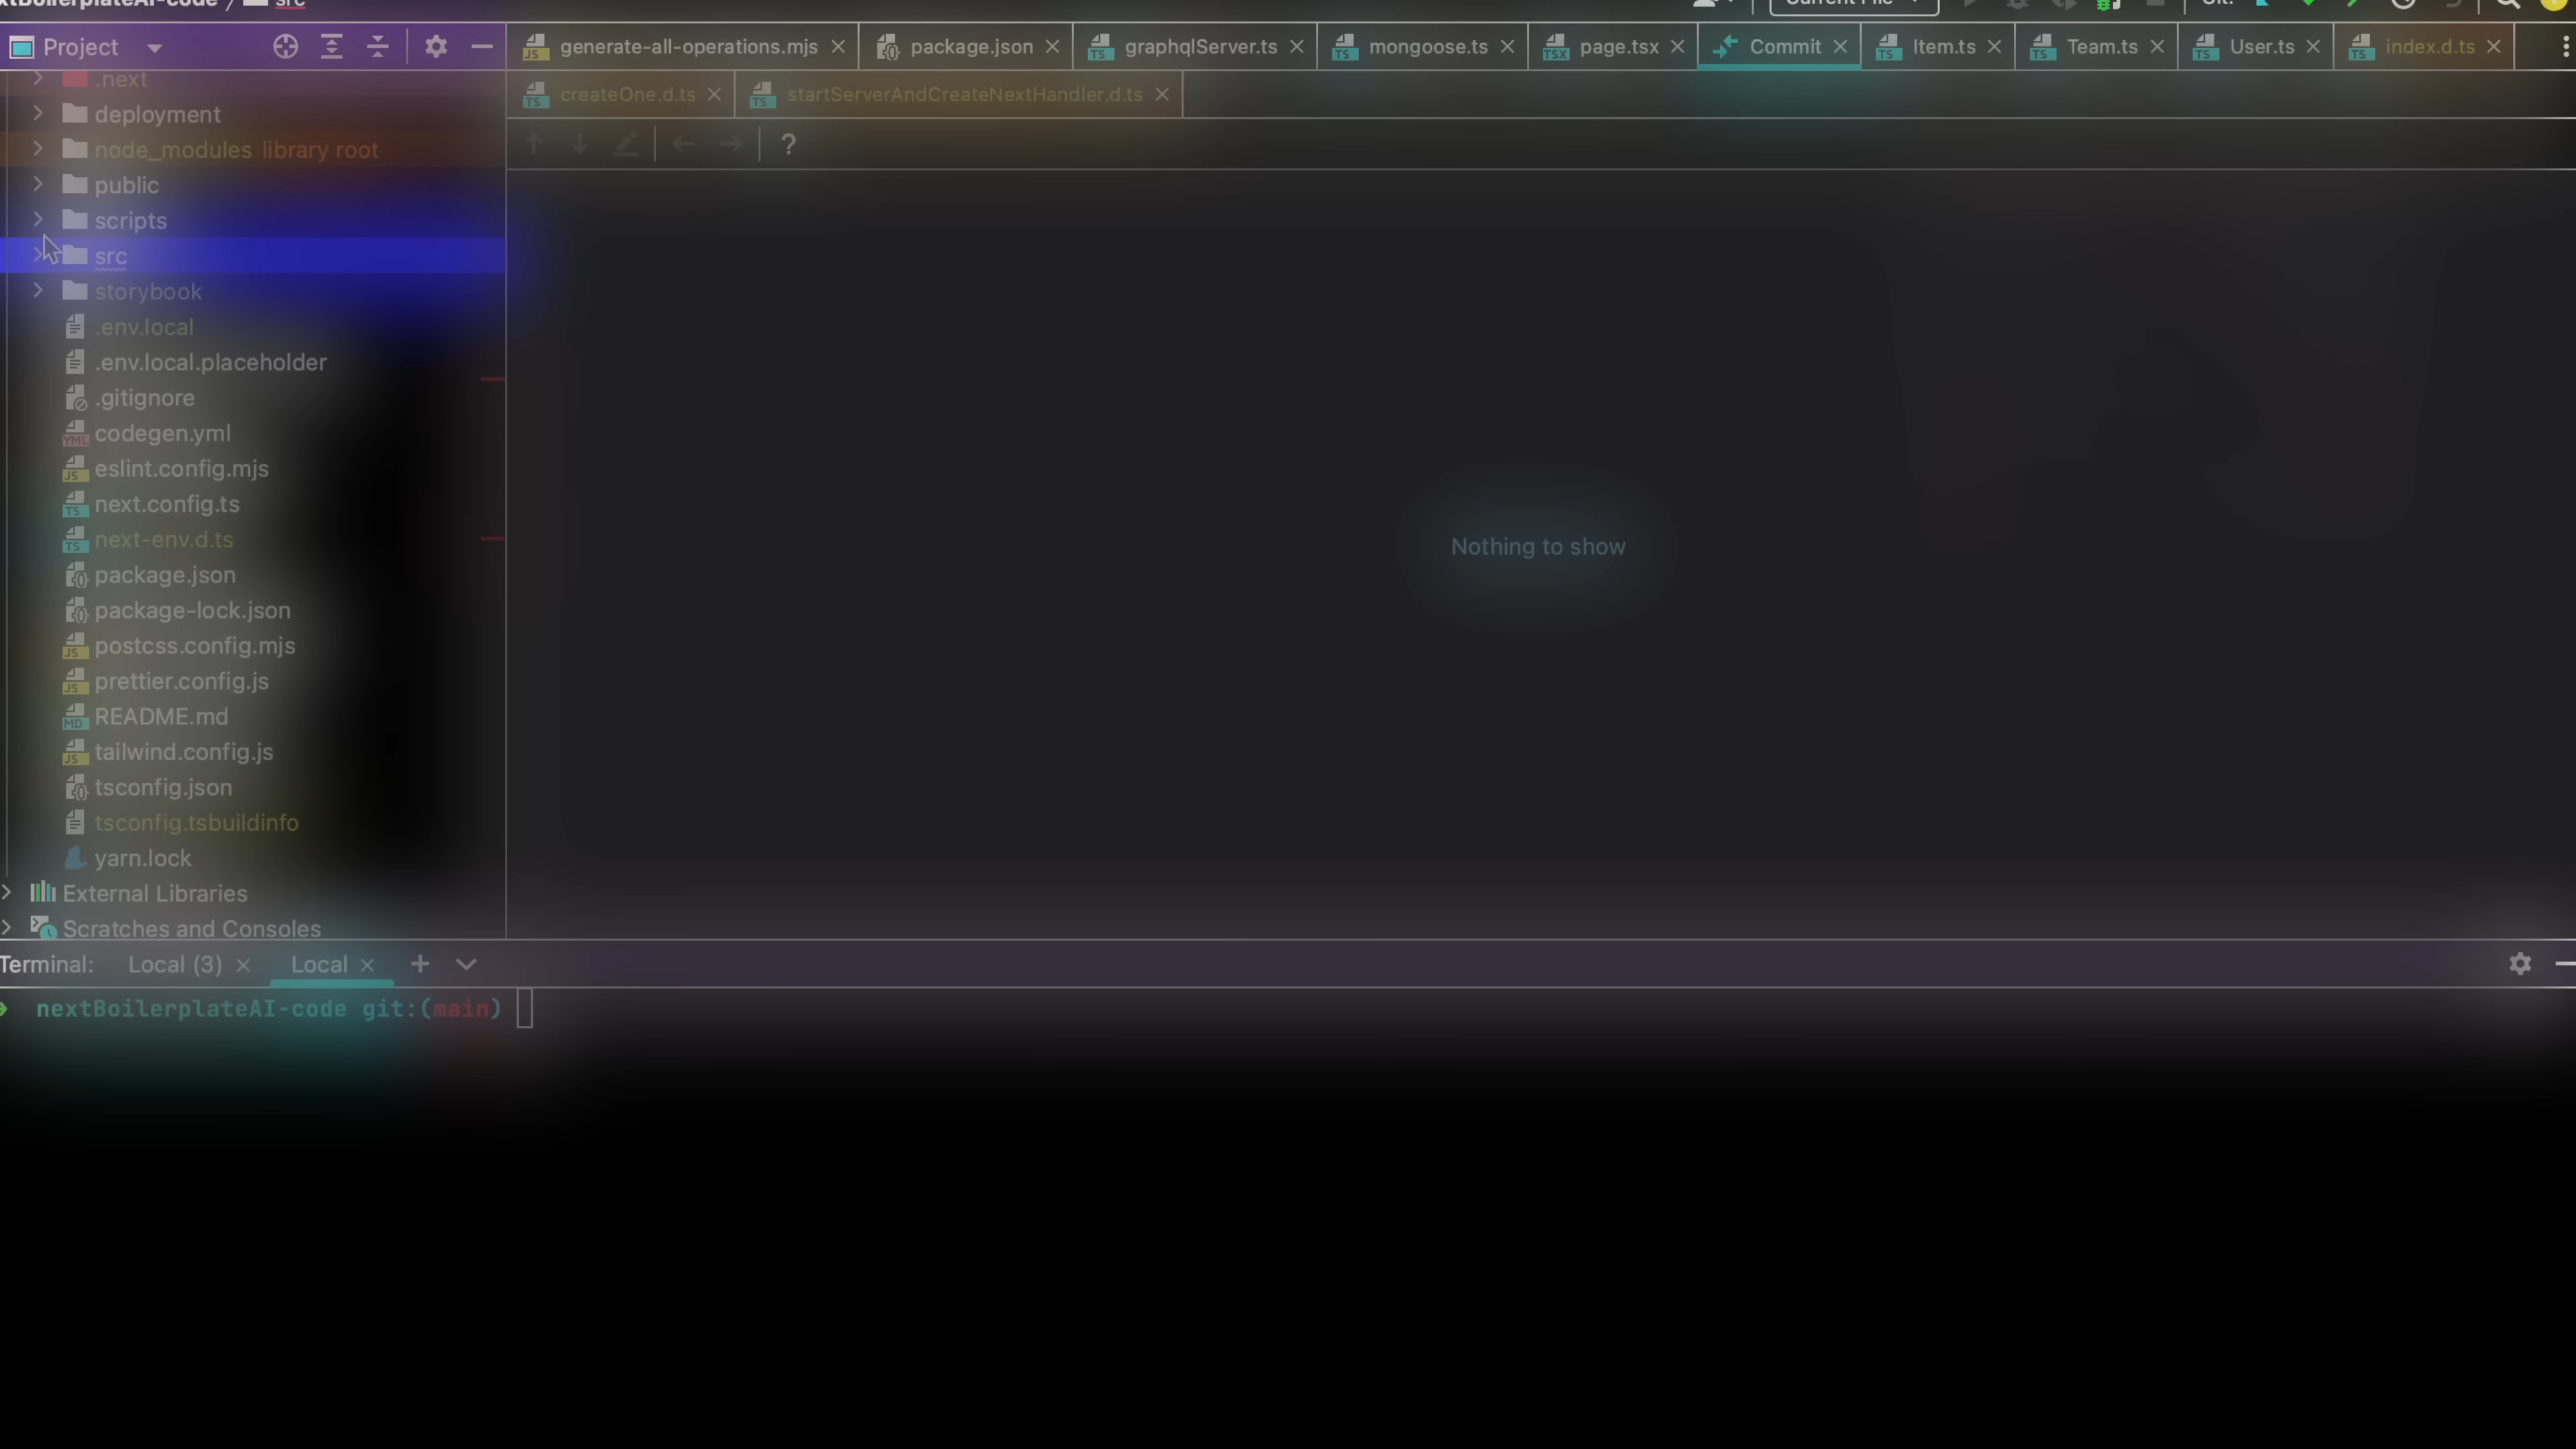 xtBoilerplateAI-code / src
Current File
Git:
Project
generate-all-operations.mjs
package.json
graphqlServer.ts
mongoose.ts
page.tsx
Commit
Item.ts
Team.ts
User.ts
index.d.ts
createOne.d.ts
startServerAndCreateNextHandler.d.ts
?
.next
deployment
node_modules library root
public
scripts
src
storybook
.env.local
.env.local.placeholder
.gitignore
codegen.yml
eslint.config.mjs
next.config.ts
next-env.d.ts
package.json
package-lock.json
postcss.config.mjs
prettier.config.js
README.md
tailwind.config.js
tsconfig.json
tsconfig.tsbuildinfo
yarn.lock
External Libraries
Scratches and Consoles
Nothing to show
Terminal: Local (3) Local
nextBoilerplateAI-code git:(main)